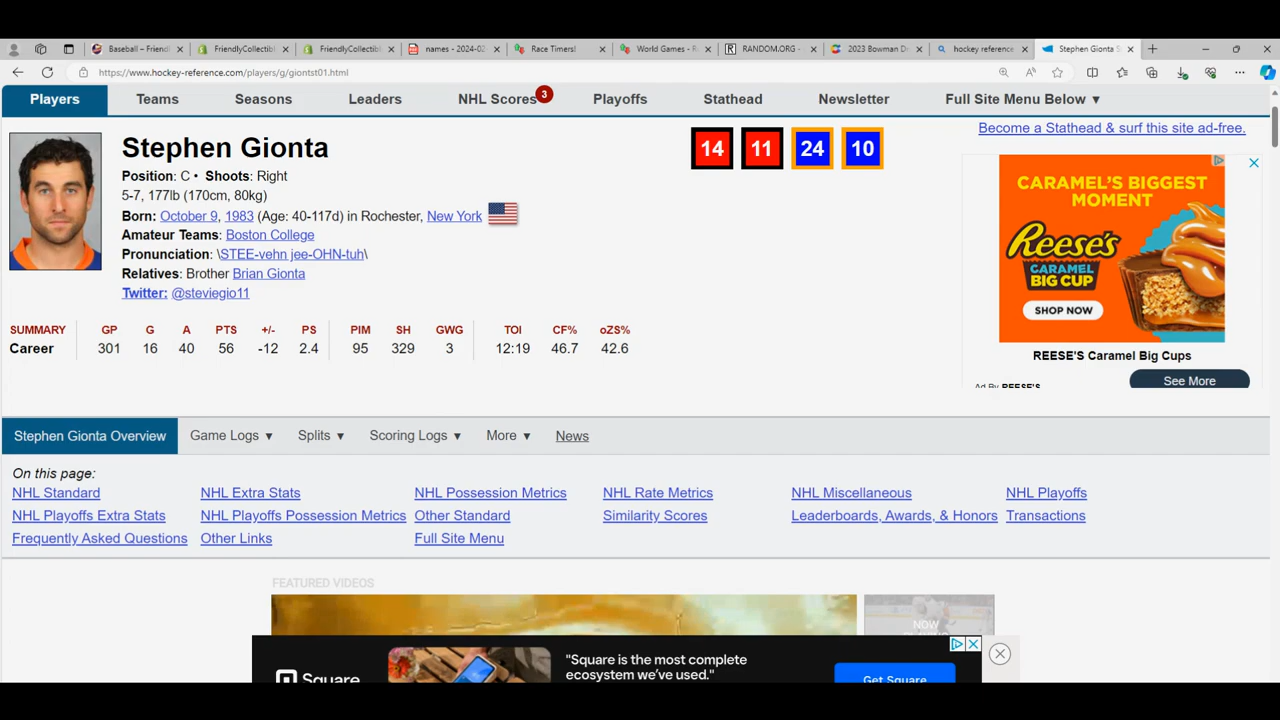 Baseball – Friendl
FriendlyCollectibl
FriendlyCollectibl
names - 2024-02-
Race Timers!
World Games - R
RANDOM.ORG -
2023 Bowman Dr
hockey reference
Stephen Gionta S
https://www.hockey-reference.com/players/g/giontst01.html
Players
Teams
Seasons
Leaders
NHL Scores 3
Playoffs
Stathead
Newsletter
Full Site Menu Below ▼
Become a Stathead & surf this site ad-free.
Stephen Gionta
14 11 24 10
Position: C • Shoots: Right
5-7, 177lb (170cm, 80kg)
Born: October 9, 1983 (Age: 40-117d) in Rochester, New York
Amateur Teams: Boston College
Pronunciation: \STEE-vehn jee-OHN-tuh\
Relatives: Brother Brian Gionta
Twitter: @steviegio11
SUMMARY GP G A PTS +/- PS PIM SH GWG TOI CF% oZS%
Career 301 16 40 56 -12 2.4 95 329 3 12:19 46.7 42.6
CARAMEL'S BIGGEST
MOMENT
Reese's
CARAMEL
BIG CUP
SHOP NOW
REESE'S Caramel Big Cups
Ad By REESE'S
See More
Stephen Gionta Overview
Game Logs ▼
Splits ▼
Scoring Logs ▼
More ▼
News
On this page:
NHL Standard NHL Extra Stats NHL Possession Metrics NHL Rate Metrics NHL Miscellaneous NHL Playoffs
NHL Playoffs Extra Stats NHL Playoffs Possession Metrics Other Standard Similarity Scores Leaderboards, Awards, & Honors Transactions
Frequently Asked Questions Other Links Full Site Menu
FEATURED VIDEOS
NOW
"Square is the most complete
ecosystem we've used."
Square
Get Square